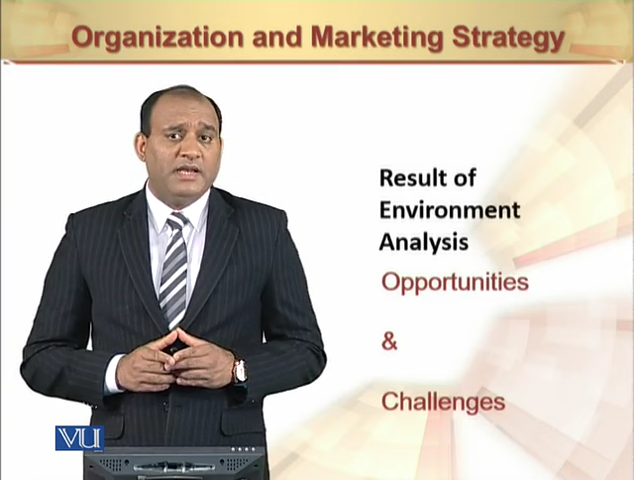 Organization and Marketing Strategy
Result of
Environment
Analysis
Opportunities
&
Challenges
VU